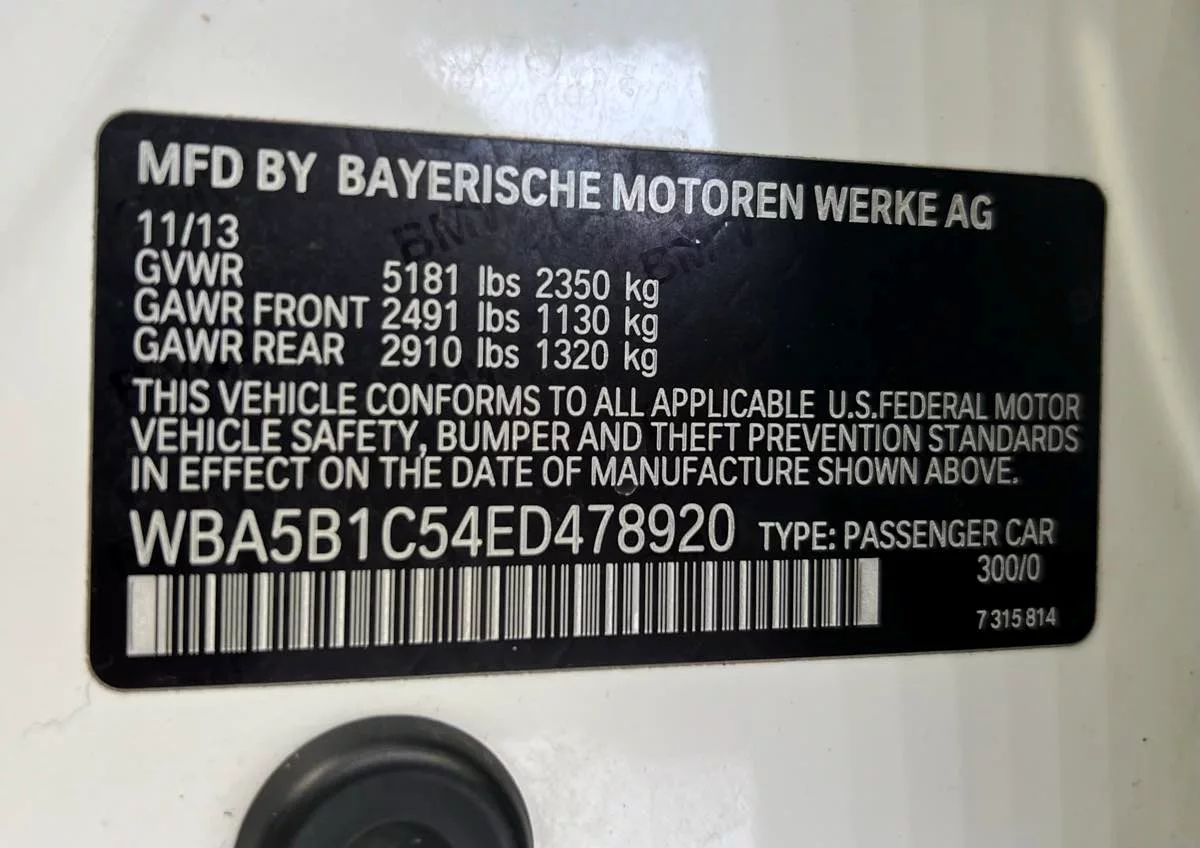 MFD BY BAYERISCHE MOTOREN WERKE AG
11/13
GVWR 5181 lbs 2350 kg
GAWR FRONT 2491 lbs 1130 kg
GAWR REAR 2910 lbs 1320 kg
THIS VEHICLE CONFORMS TO ALL APPLICABLE U.S.FEDERAL MOTOR
VEHICLE SAFETY, BUMPER AND THEFT PREVENTION STANDARDS
IN EFFECT ON THE DATE OF MANUFACTURE SHOWN ABOVE.
WBA5B1C54ED478920 TYPE: PASSENGER CAR
300/0
7 315 814
BMW
BMW